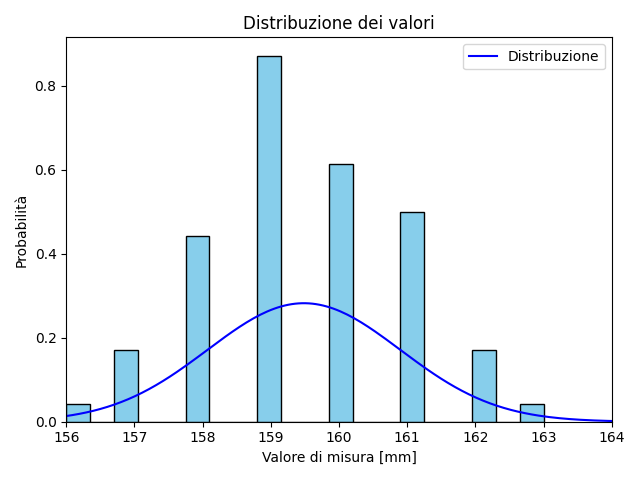 Distribuzione dei valori
Distribuzione
Probabilità
0.8
0.6
0.4
0.2
0.0
156 157 158 159 160 161 162 163 164
Valore di misura [mm]